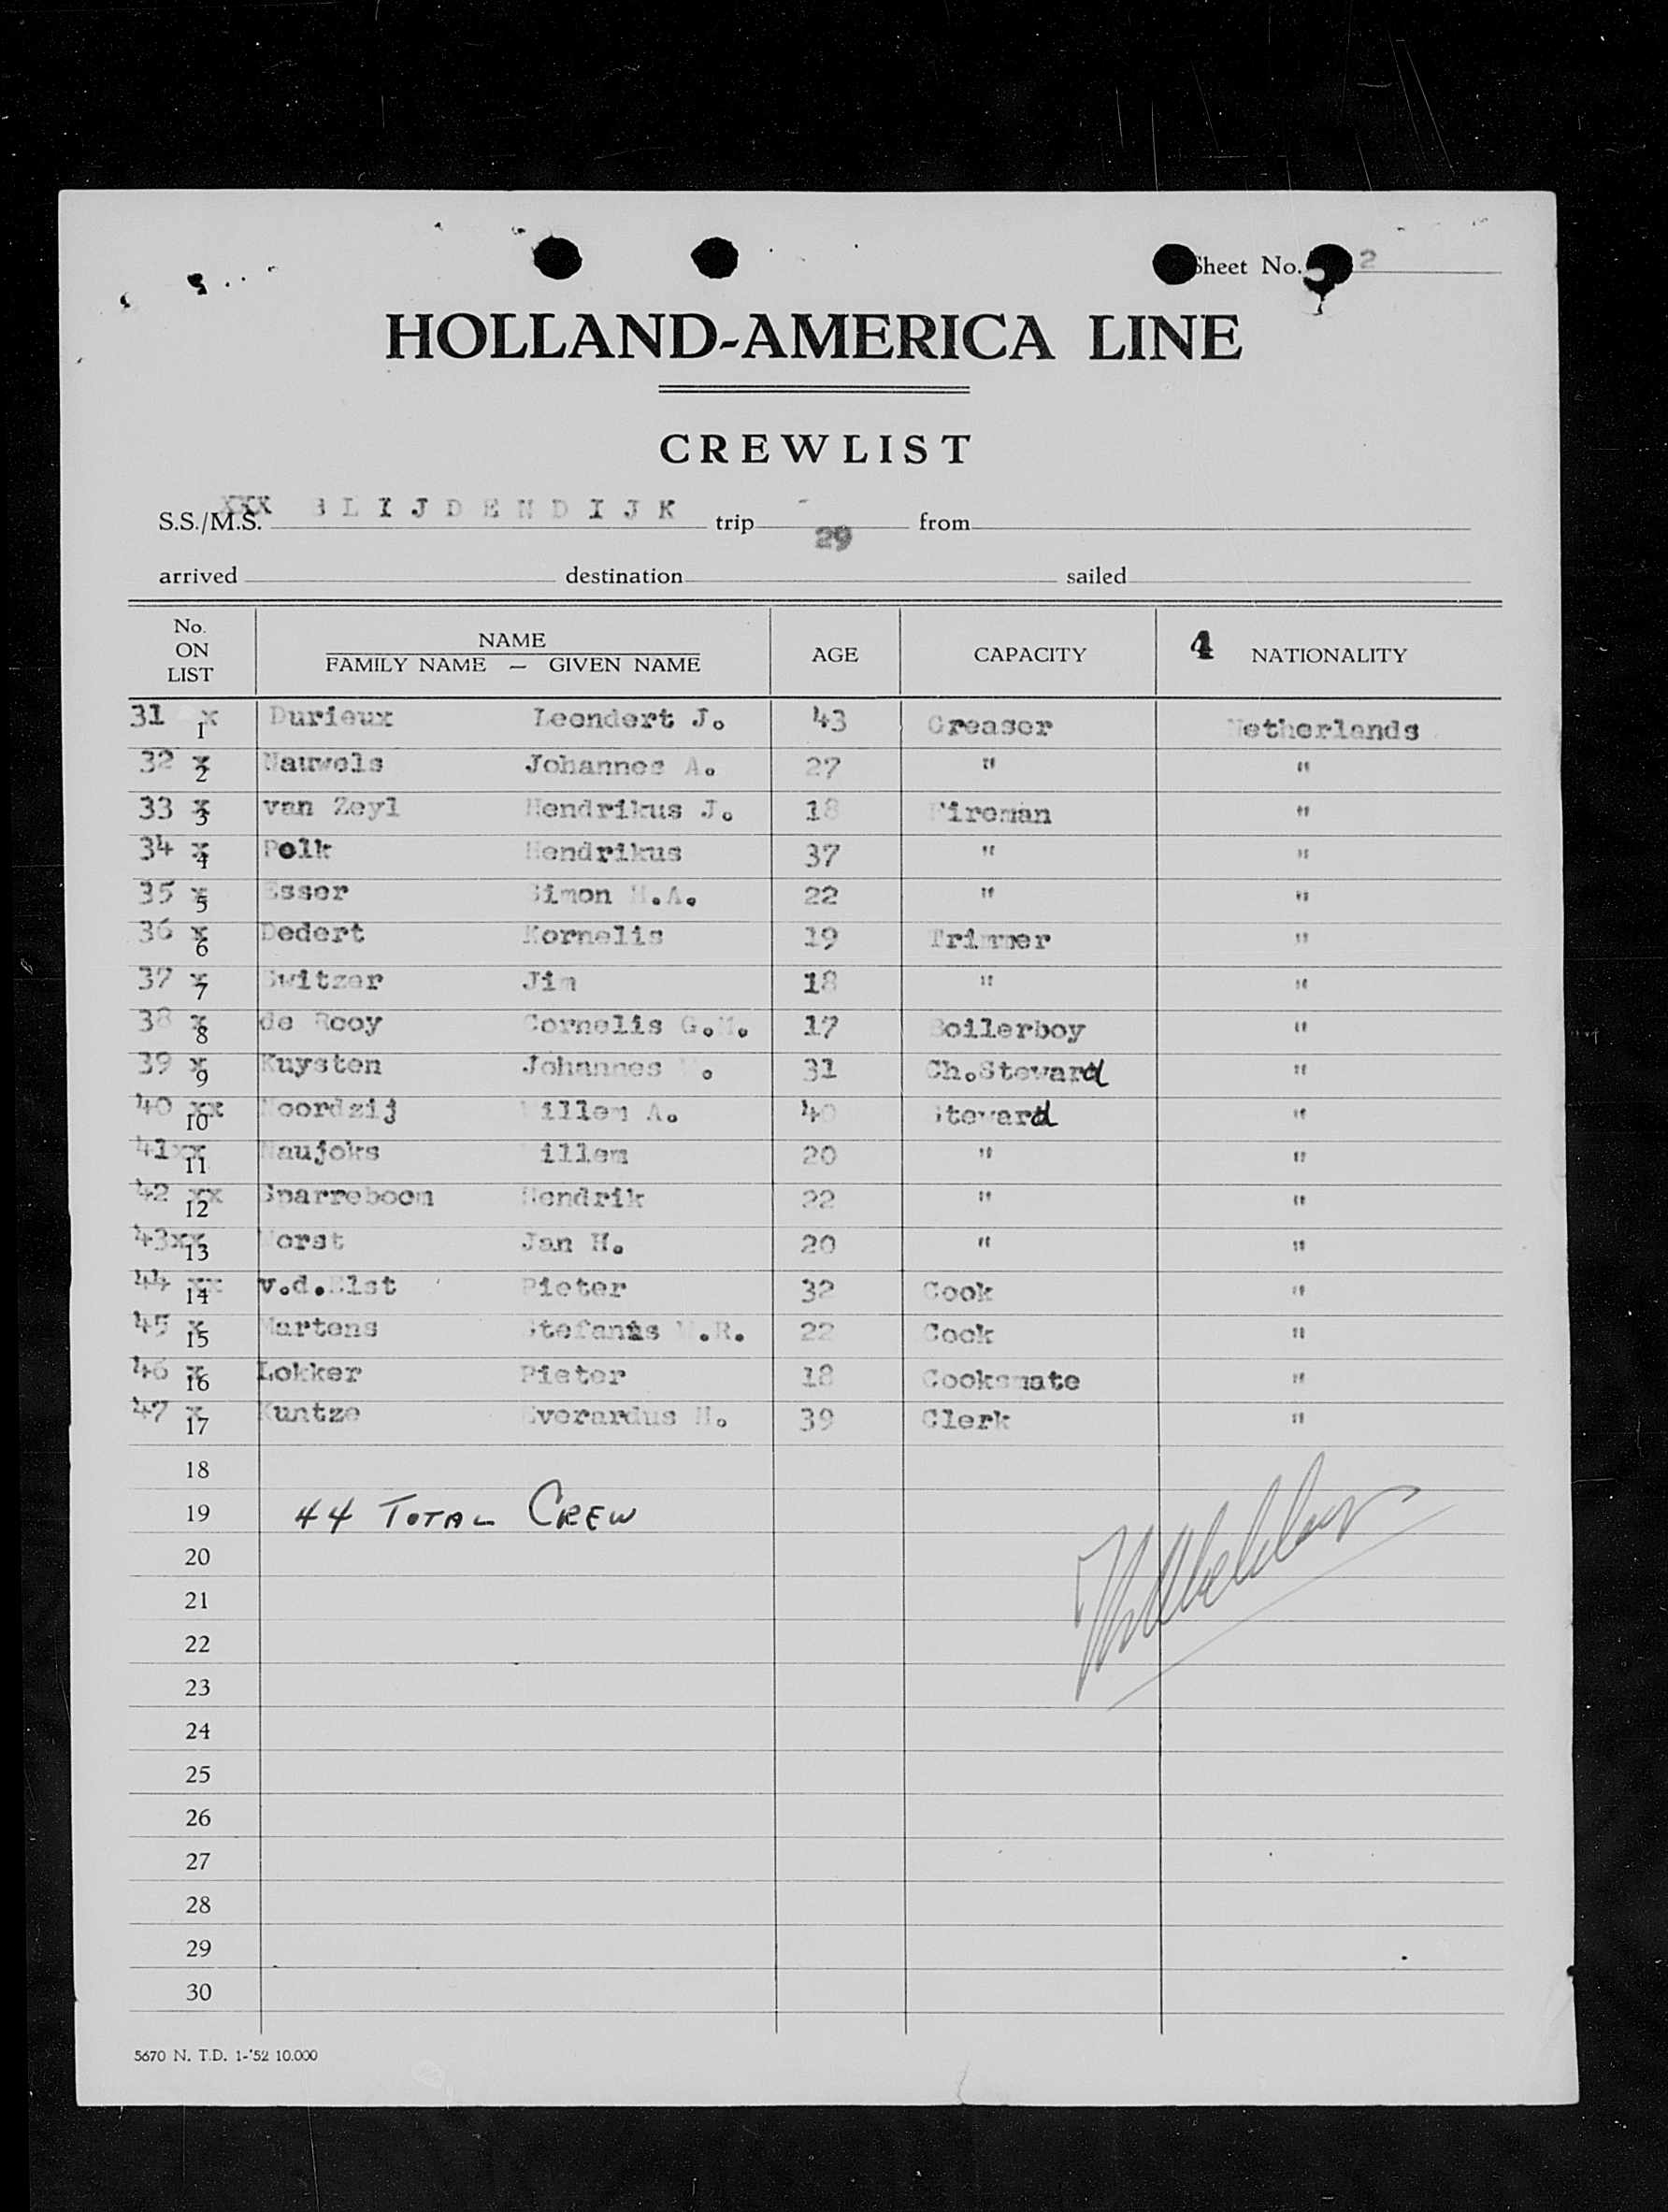 Sheet No. 2
HOLLAND-AMERICA LINE
CREWLIST
S.S./M.S. XXX BLIJDENDIJK trip 29 from
arrived destination sailed
No. ON LIST NAME FAMILY NAME — GIVEN NAME AGE CAPACITY 4 NATIONALITY
31 x 1 Durieux Leendert J. 43 Greaser Netherlands
32 x 2 Nauwels Johannes A. 27 " "
33 x 3 van Zeyl Hendrikus J. 18 Fireman "
34 x 4 Polk Hendrikus 37 " "
35 x 5 Esser Simon H.A. 22 " "
36 x 6 Dedert Kornelis 19 Trimmer "
37 x 7 Switzer Jim 18 " "
38 x 8 de Rooy Cornelis G.M. 17 Boilerboy "
39 x 9 Kuysten Johannes 31 Ch.Steward "
40 xx 10 Noordzij Willem A. 40 Steward "
41 xx 11 Naujoks Willem 20 " "
42 xx 12 Sparreboom Hendrik 22 " "
43 xx 13 Jan H. 20 " "
44 xx 14 v.d.Elst Pieter 32 Cook "
45 x 15 Martens Stefanus 22 Cook "
46 x 16 Lokker Pieter 18 Cooksmate "
47 x 17 Kuntze Everardus H. 39 Clerk "
18
19 44 TOTAL CREW
20
21
22
23
24
25
26
27
28
29
30
5670 N. T.D. 1-'52 10.000